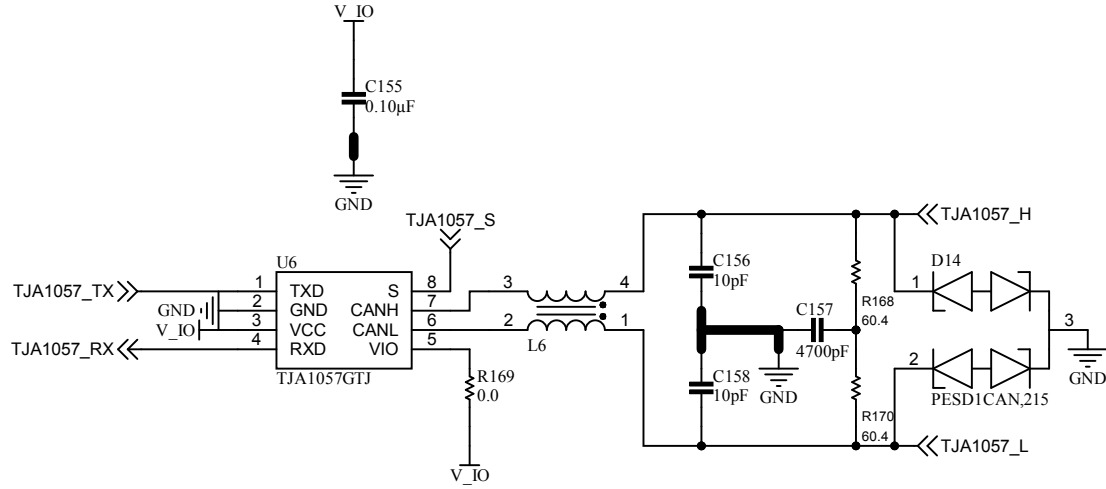 V_IO
C155
0.10µF
GND
TJA1057_S
TJA1057_H
U6
TJA1057_TX
1 TXD S 8
GND 2 GND CANH 7
V_IO 3 VCC CANL 6
TJA1057_RX 4 RXD VIO 5
TJA1057GTJ
3 4
2 1
L6
R169
0.0
V_IO
C156
10pF
C157
4700pF
GND
C158
10pF
R168
60.4
R170
60.4
D14
1
2
3
GND
PESD1CAN,215
TJA1057_L